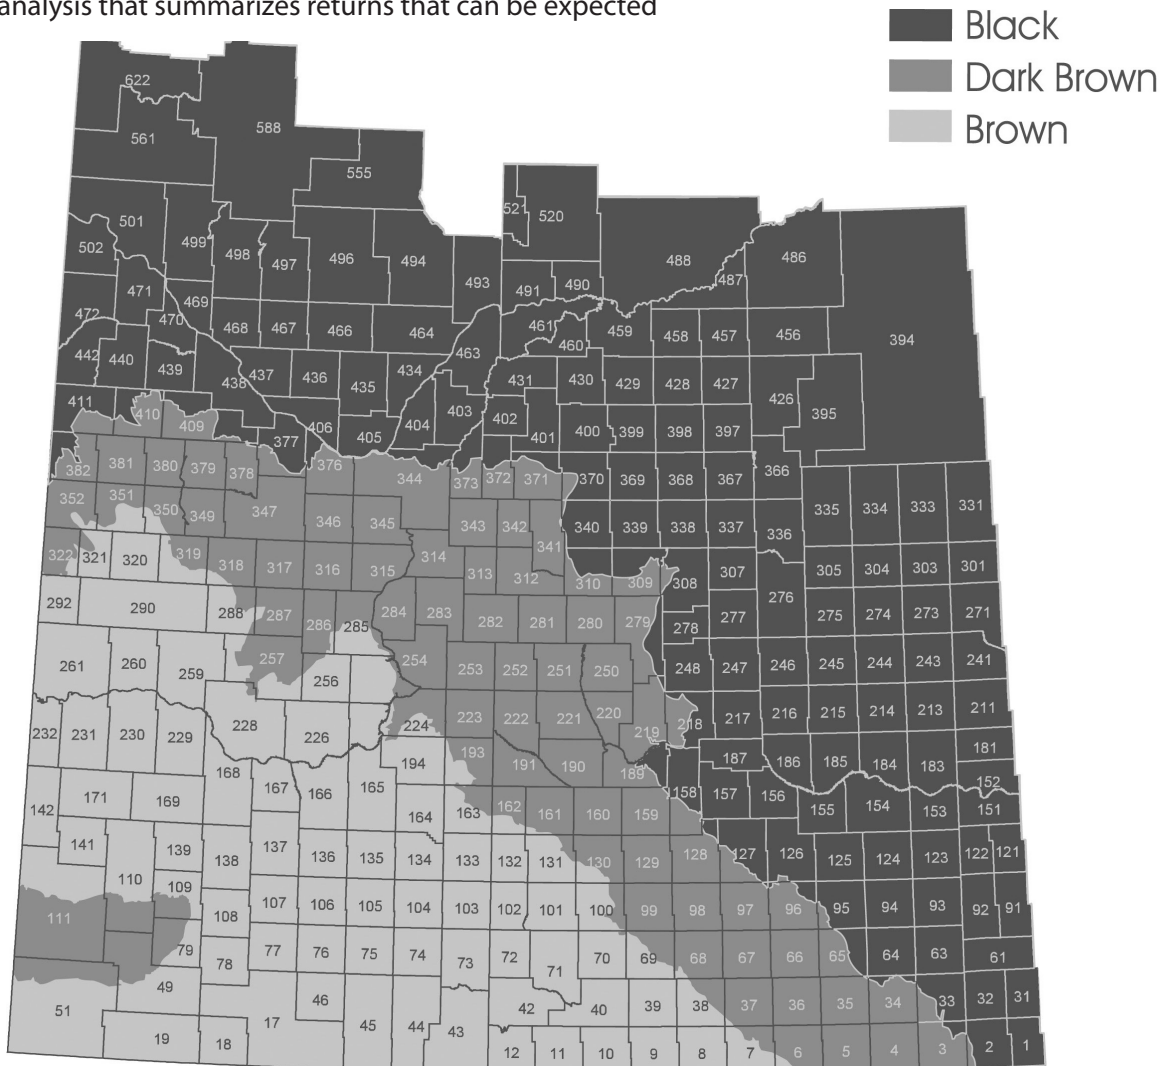 analysis that summarizes returns that can be expected
Black
Dark Brown
Brown
622
588
561
555
521 520
501
499
502 498 497 496 494 488 486
493 487
471 469 491 490
472 470
468 467 466 464 461 459 458 457 456 394
460
442 440 439 438 437 436 435 434 463
431 430 429 428 427
426 395
411 410 409 406 405 404 403 402 401 400 399 398 397
377
382 381 380 379 378 376 344 373 372 371 370 369 368 367 366
352 351 350 349 347 346 345 343 342 341 340 339 338 337 336 335 334 333 331
322 321 320 319 318 317 316 315 314 313 312 310 309 308 307 305 304 303 301
292 290 288 287 286 285 284 283 282 281 280 279 278 277 276 275 274 273 271
261 260 259 257 256 254 253 252 251 250 248 247 246 245 244 243 241
232 231 230 229 228 226 224 223 222 221 220 219 218 217 216 215 214 213 211
194 193 191 190 189 187 186 185 184 183 181
142 171 169 168 167 166 165 164 163 162 161 160 159 158 157 156 155 154 153 152 151
141 139 138 137 136 135 134 133 132 131 130 129 128 127 126 125 124 123 122 121
111 110 109 108 107 106 105 104 103 102 101 100 99 98 97 96 95 94 93 92 91
79 78 77 76 75 74 73 72 71 70 69 68 67 66 65 64 63 61
51 49 46 45 44 43 42 40 39 38 37 36 35 34 33 32 31
19 18 17 12 11 10 9 8 7 6 5 4 3 2 1